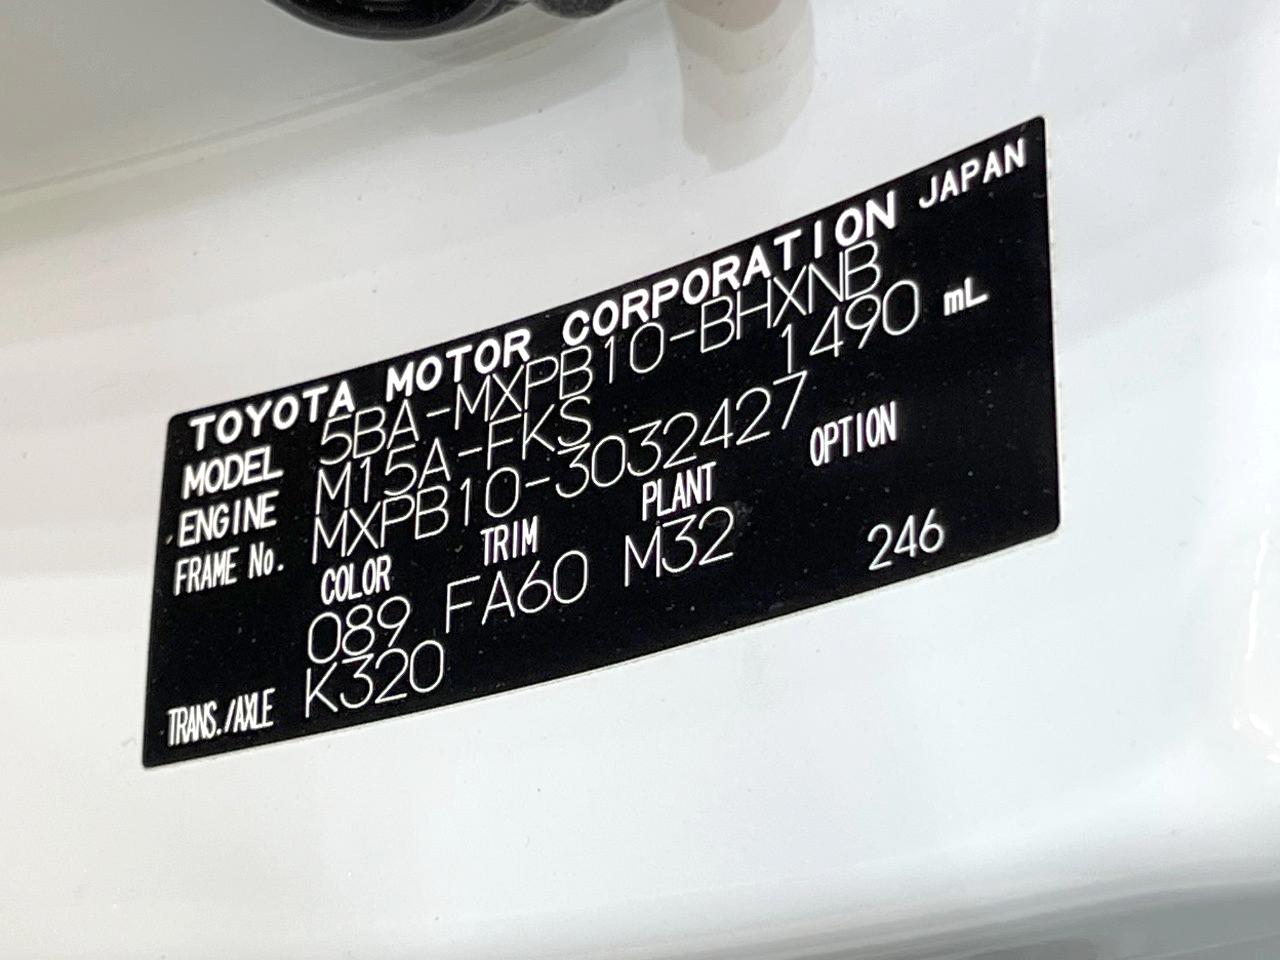 TOYOTA MOTOR CORPORATION JAPAN
MODEL 5BA-MXPB10-BHXNB
ENGINE M15A-FKS 1490 mL
FRAME No. MXPB10-3032427
COLOR TRIM PLANT OPTION
089 FA60 M32 246
TRANS./AXLE K320